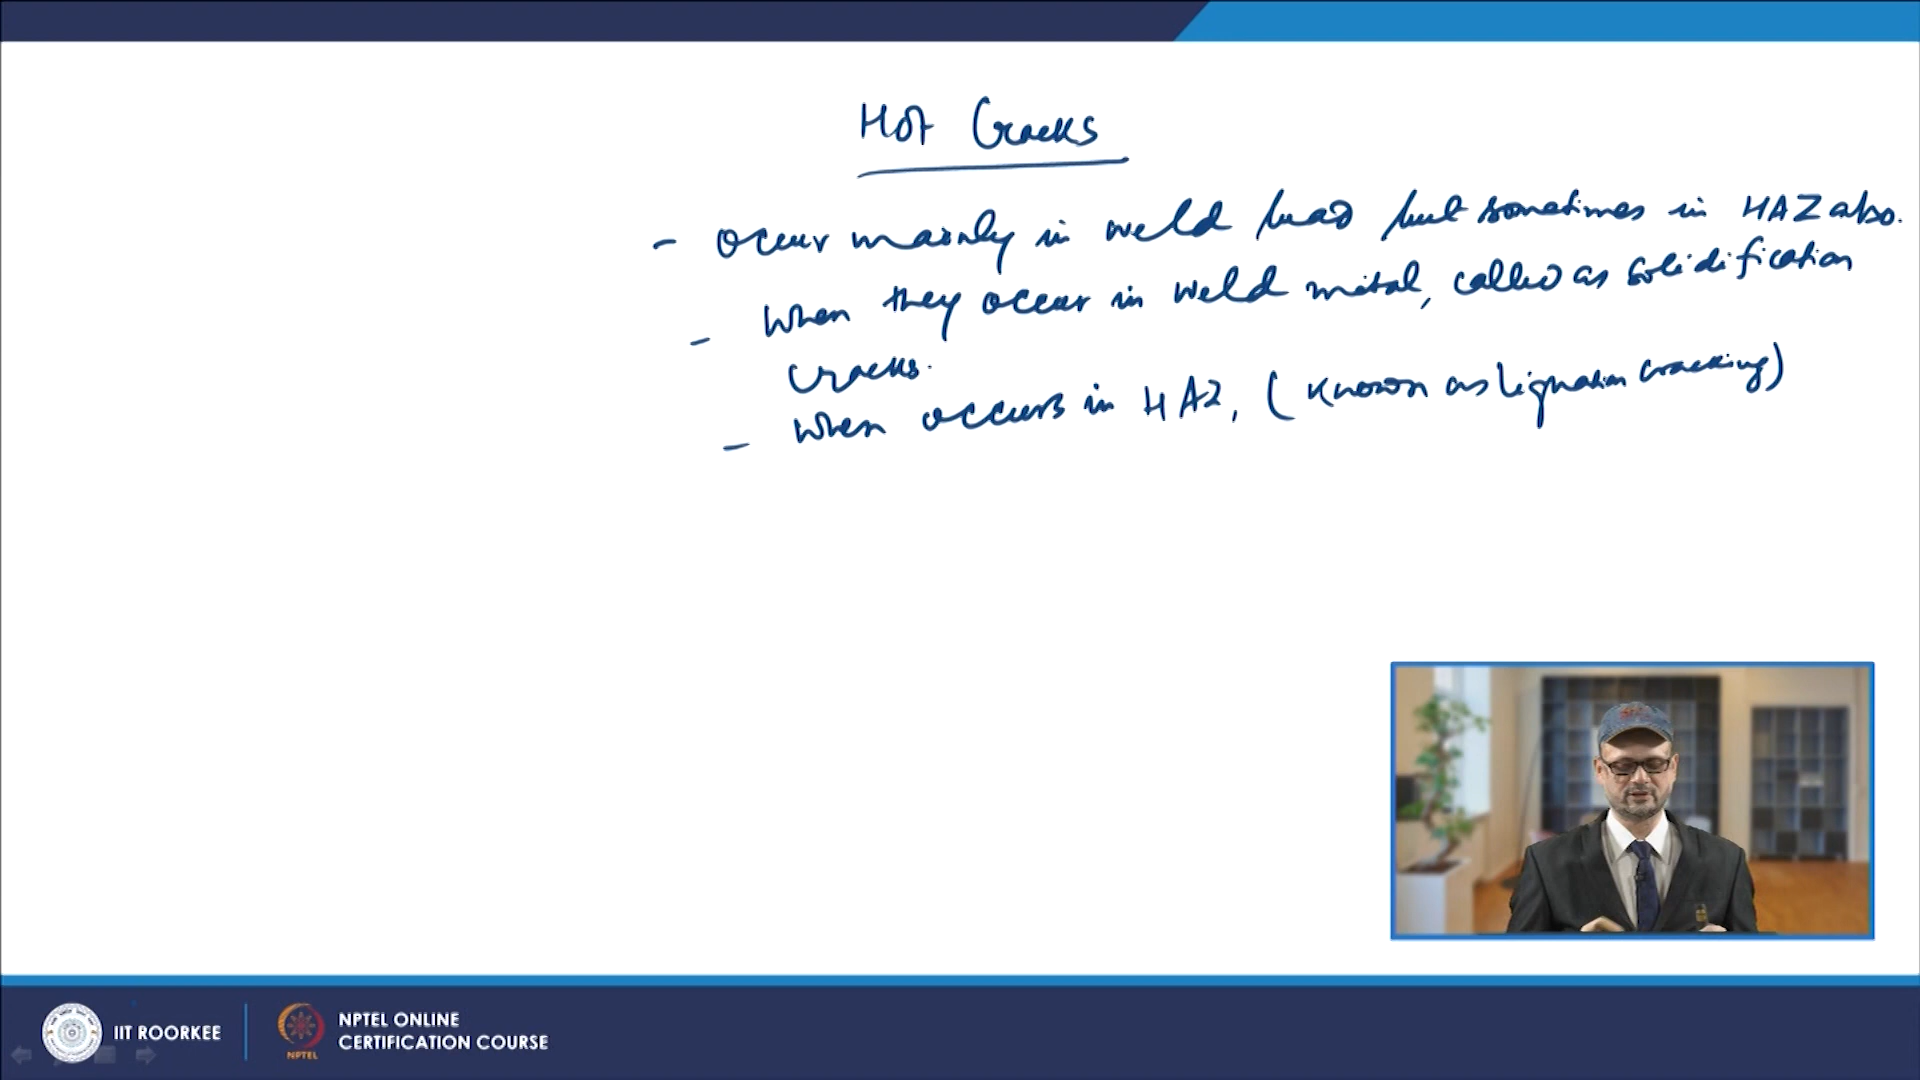 Hot Cracks
- occur mainly in weld bead but sometimes in HAZ also.
- When they occur in weld metal, called as solidification
cracks.
- When occurs in HAZ, (known as liquation cracking)
IIT ROORKEE
NPTEL
NPTEL ONLINE
CERTIFICATION COURSE